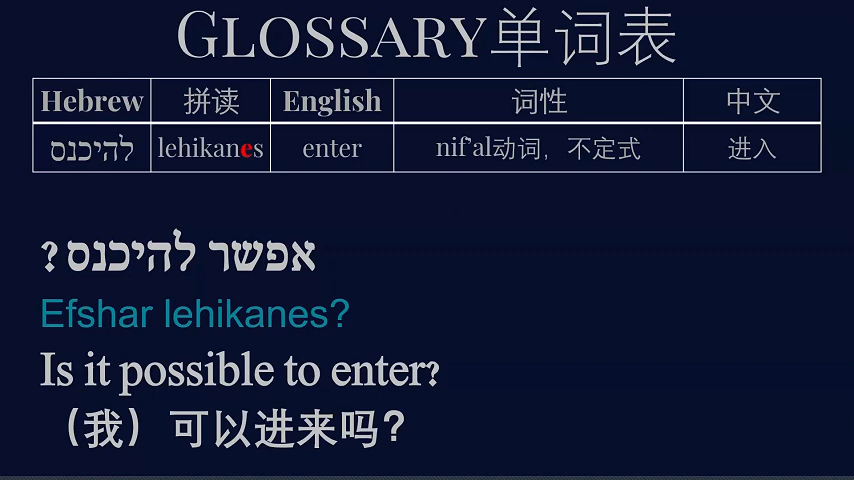 GLOSSARY单词表
Hebrew 拼读 English 词性 中文
להיכנס lehikanes enter nif'al动词，不定式 进入
אפשר להיכנס?
Efshar lehikanes?
Is it possible to enter?
（我）可以进来吗？